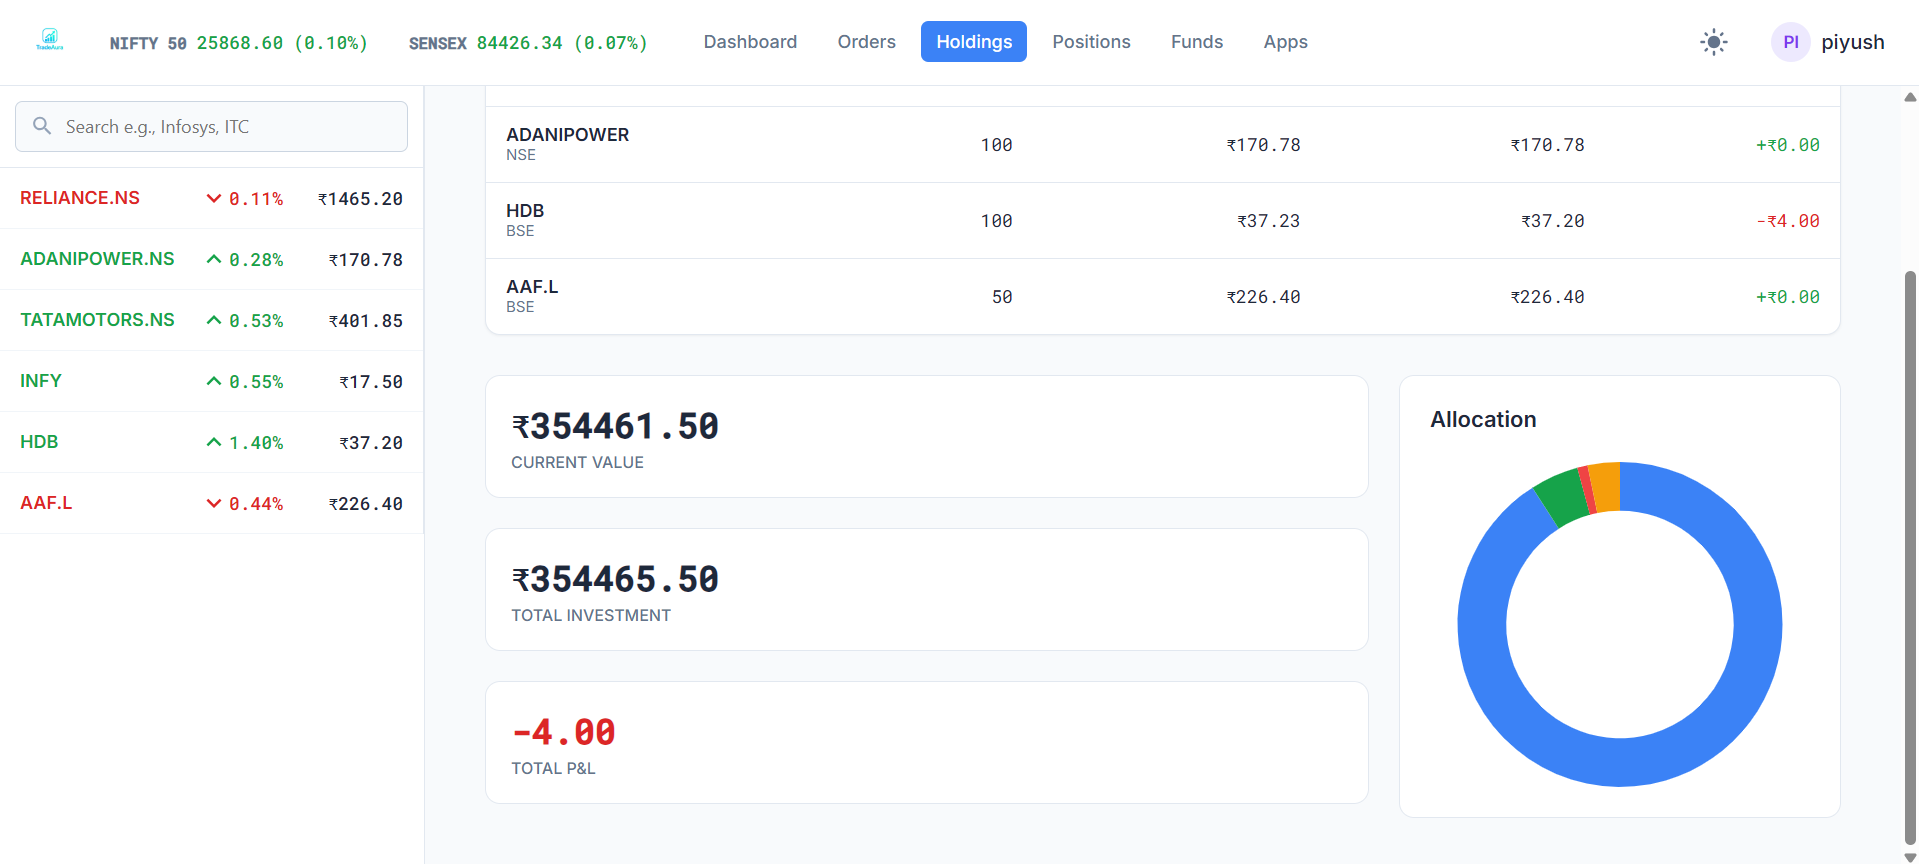 TradeAura
NIFTY 50 25868.60 (0.10%) SENSEX 84426.34 (0.07%) Dashboard Orders Holdings Positions Funds Apps PI piyush
Search e.g., Infosys, ITC
RELIANCE.NS 0.11% ₹1465.20
ADANIPOWER.NS 0.28% ₹170.78
TATAMOTORS.NS 0.53% ₹401.85
INFY 0.55% ₹17.50
HDB 1.40% ₹37.20
AAF.L 0.44% ₹226.40
ADANIPOWER 100 ₹170.78 ₹170.78 +₹0.00
NSE
HDB 100 ₹37.23 ₹37.20 -₹4.00
BSE
AAF.L 50 ₹226.40 ₹226.40 +₹0.00
BSE
₹354461.50
CURRENT VALUE
₹354465.50
TOTAL INVESTMENT
-4.00
TOTAL P&L
Allocation